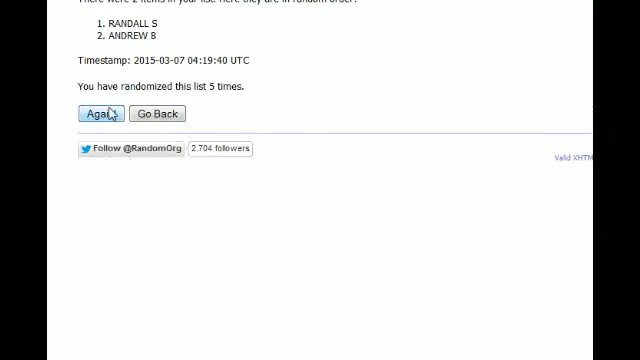 There were 2 items in your list. Here they are in random order:
1. RANDALL S
2. ANDREW B
Timestamp: 2015-03-07 04:19:40 UTC
You have randomized this list 5 times.
Go Back
Follow @RandomOrg 2,704 followers
Valid XHTM